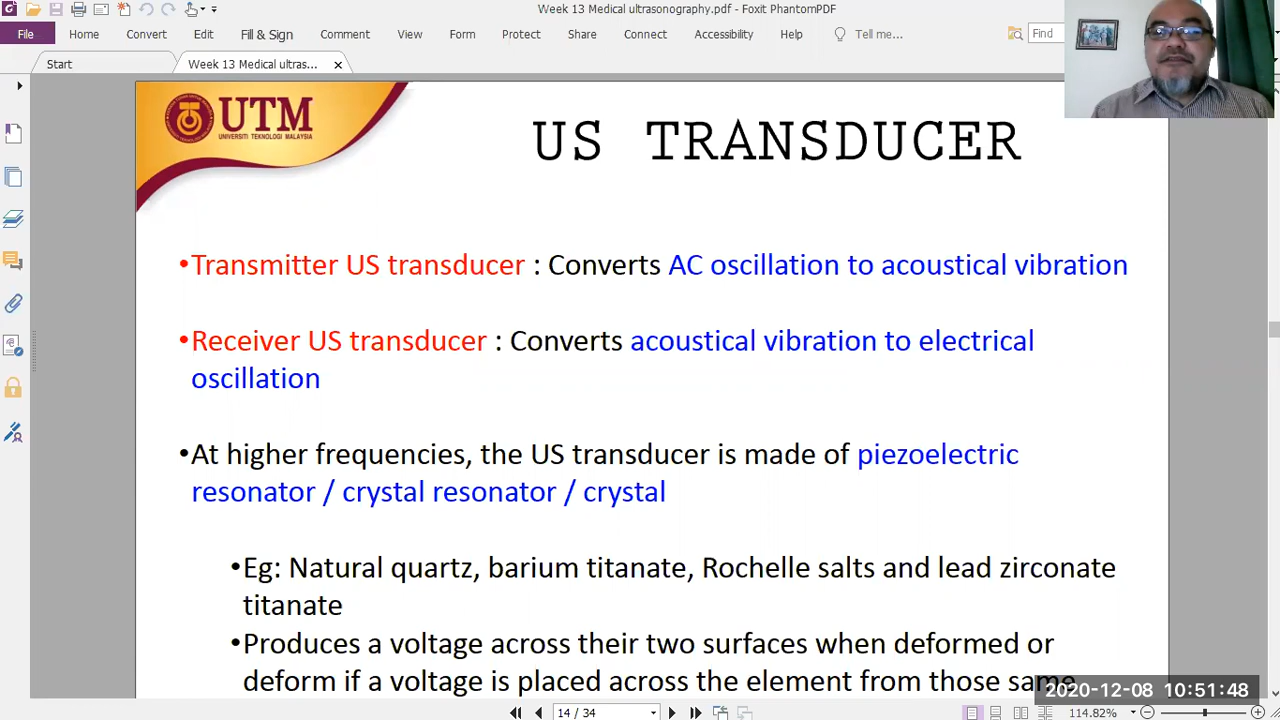 Week 13 Medical ultrasonography.pdf - Foxit PhantomPDF
File Home Convert Edit Fill & Sign Comment View Form Protect Share Connect Accessibility Help Tell me... Find
Start Week 13 Medical ultras... ×
UTM
UNIVERSITI TEKNOLOGI MALAYSIA
US TRANSDUCER
•Transmitter US transducer : Converts AC oscillation to acoustical vibration
•Receiver US transducer : Converts acoustical vibration to electrical
oscillation
•At higher frequencies, the US transducer is made of piezoelectric
resonator / crystal resonator / crystal
•Eg: Natural quartz, barium titanate, Rochelle salts and lead zirconate
titanate
•Produces a voltage across their two surfaces when deformed or
deform if a voltage is placed across the element from those same
2020-12-08 10:51:48
14 / 34
114.82%